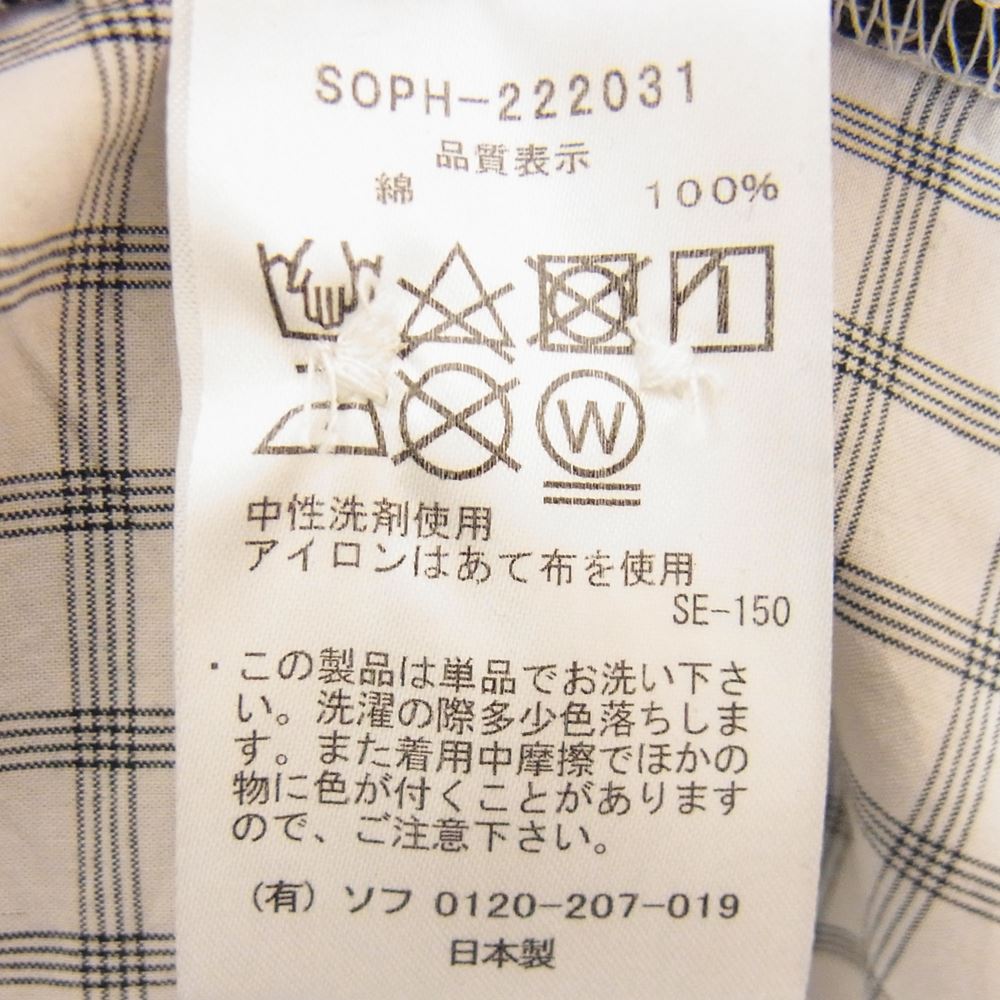 SOPH-222031
品質表示
綿 100%
W
中性洗剤使用
アイロンはあて布を使用
SE-150
・この製品は単品でお洗い下さ
い。洗濯の際多少色落ちしま
す。また着用中摩擦でほかの
物に色が付くことがあります
ので、ご注意下さい。
(有)ソフ 0120-207-019
日本製